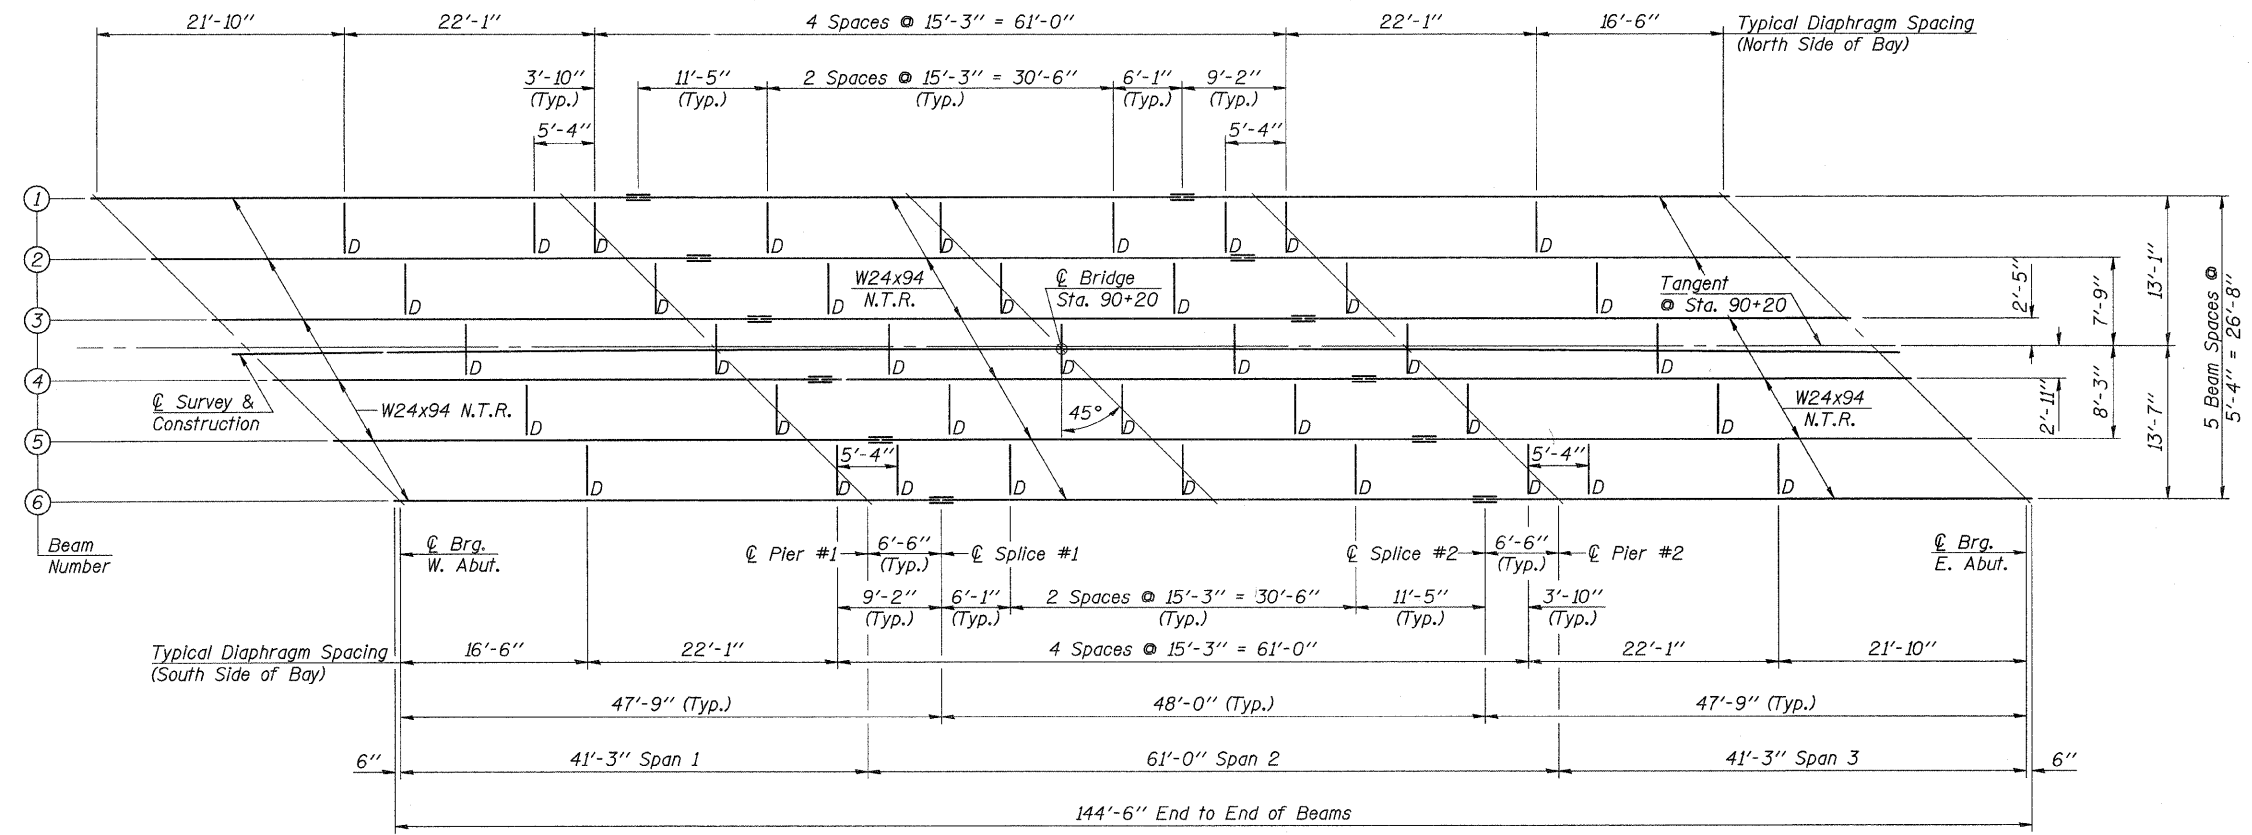 21'-10"
22'-1"
4 Spaces @ 15'-3" = 61'-0"
22'-1"
16'-6"
Typical Diaphragm Spacing
(North Side of Bay)
3'-10"
(Typ.)
11'-5"
(Typ.)
2 Spaces @ 15'-3" = 30'-6"
(Typ.)
6'-1"
(Typ.)
9'-2"
(Typ.)
5'-4"
5'-4"
1
D
D
D
D
D
D
D
D
D
2
W24x94
N.T.R.
℄ Bridge
Sta. 90+20
Tangent
@ Sta. 90+20
D
D
D
D
D
D
D
3
D
D
D
D
D
D
D
4
℄ Survey &
Construction
W24x94 N.T.R.
45°
W24x94
N.T.R.
D
D
D
D
D
D
D
5
5'-4"
5'-4"
D
D
D
D
D
D
D
D
D
6
2'-5"
7'-9"
13'-1"
2'-11"
8'-3"
13'-7"
5 Beam Spaces @
5'-4" = 26'-8"
Beam
Number
℄ Brg.
W. Abut.
℄ Pier #1
6'-6"
(Typ.)
℄ Splice #1
℄ Splice #2
6'-6"
(Typ.)
℄ Pier #2
℄ Brg.
E. Abut.
9'-2"
(Typ.)
6'-1"
(Typ.)
2 Spaces @ 15'-3" = 30'-6"
(Typ.)
11'-5"
(Typ.)
3'-10"
(Typ.)
Typical Diaphragm Spacing
(South Side of Bay)
16'-6"
22'-1"
4 Spaces @ 15'-3" = 61'-0"
22'-1"
21'-10"
47'-9" (Typ.)
48'-0" (Typ.)
47'-9" (Typ.)
6"
41'-3" Span 1
61'-0" Span 2
41'-3" Span 3
6"
144'-6" End to End of Beams